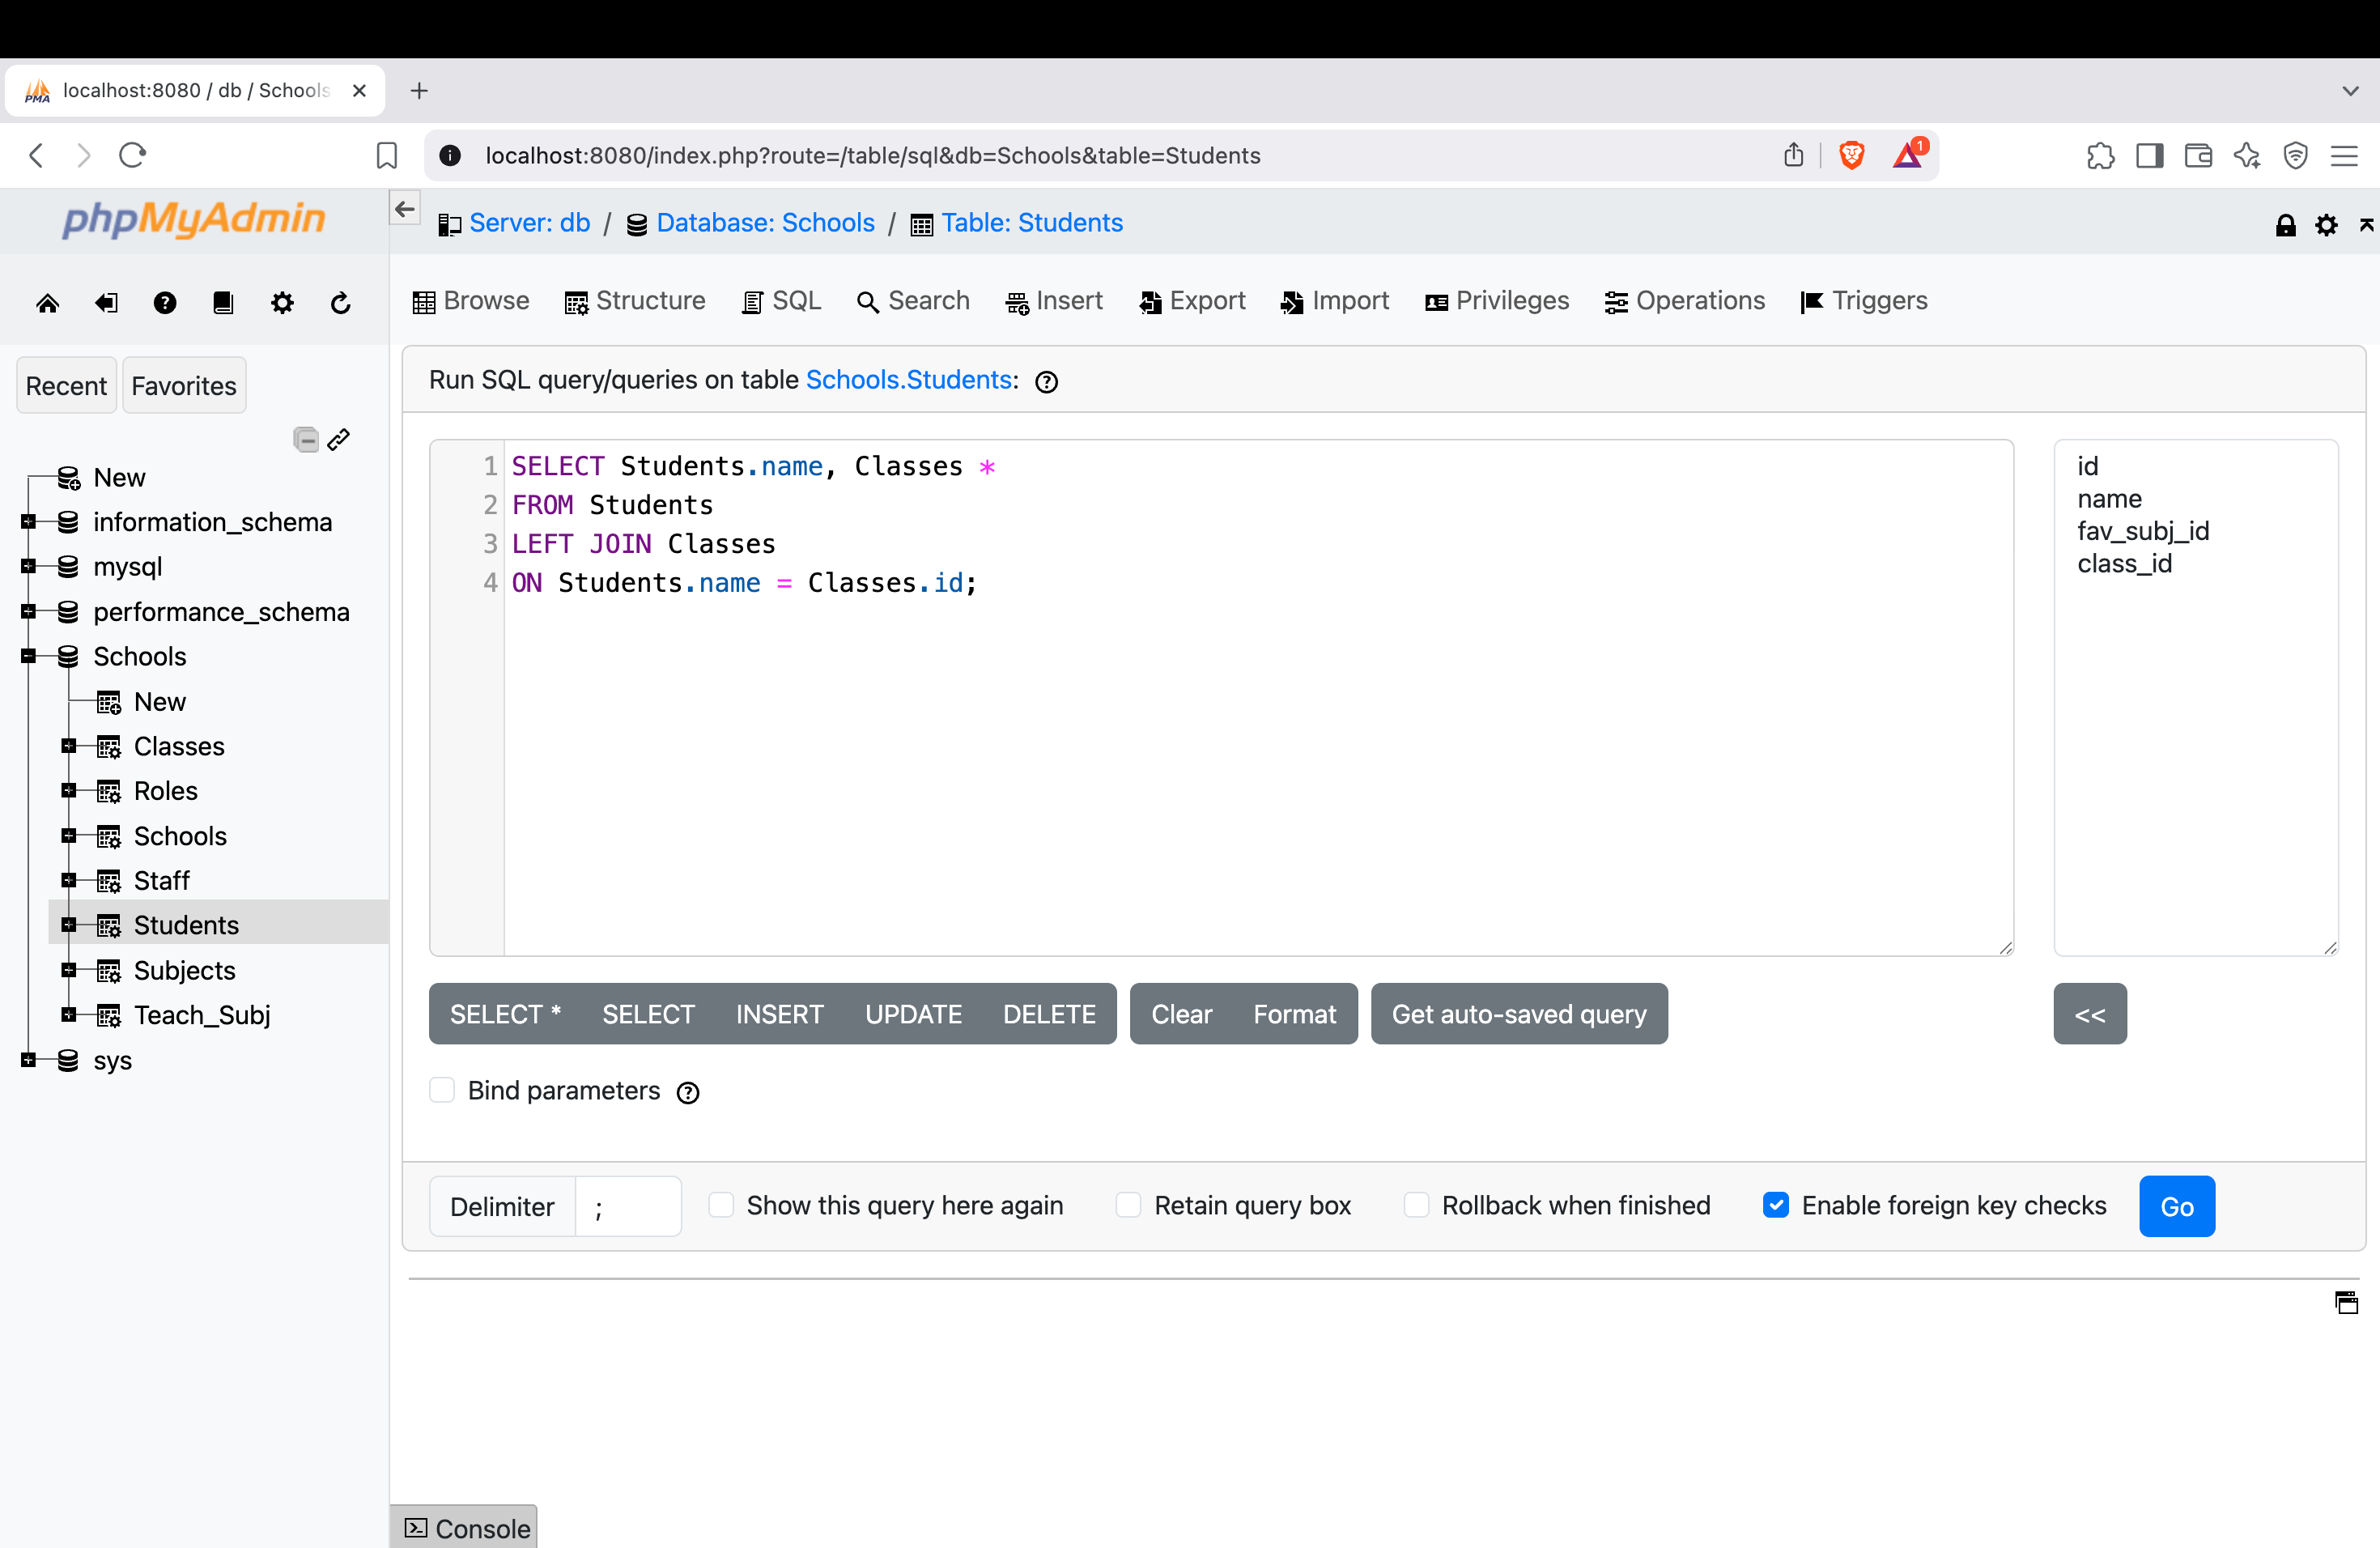 PMA localhost:8080 / db / Schools
localhost:8080/index.php?route=/table/sql&db=Schools&table=Students
1
phpMyAdmin
Server: db / Database: Schools / Table: Students
Browse Structure SQL Search Insert Export Import Privileges Operations Triggers
Recent Favorites
New
information_schema
mysql
performance_schema
Schools
New
Classes
Roles
Schools
Staff
Students
Subjects
Teach_Subj
sys
Run SQL query/queries on table Schools.Students:
1 SELECT Students.name, Classes *
2 FROM Students
3 LEFT JOIN Classes
4 ON Students.name = Classes.id;
id
name
fav_subj_id
class_id
SELECT * SELECT INSERT UPDATE DELETE Clear Format Get auto-saved query <<
Bind parameters
Delimiter ; Show this query here again Retain query box Rollback when finished Enable foreign key checks Go
Console